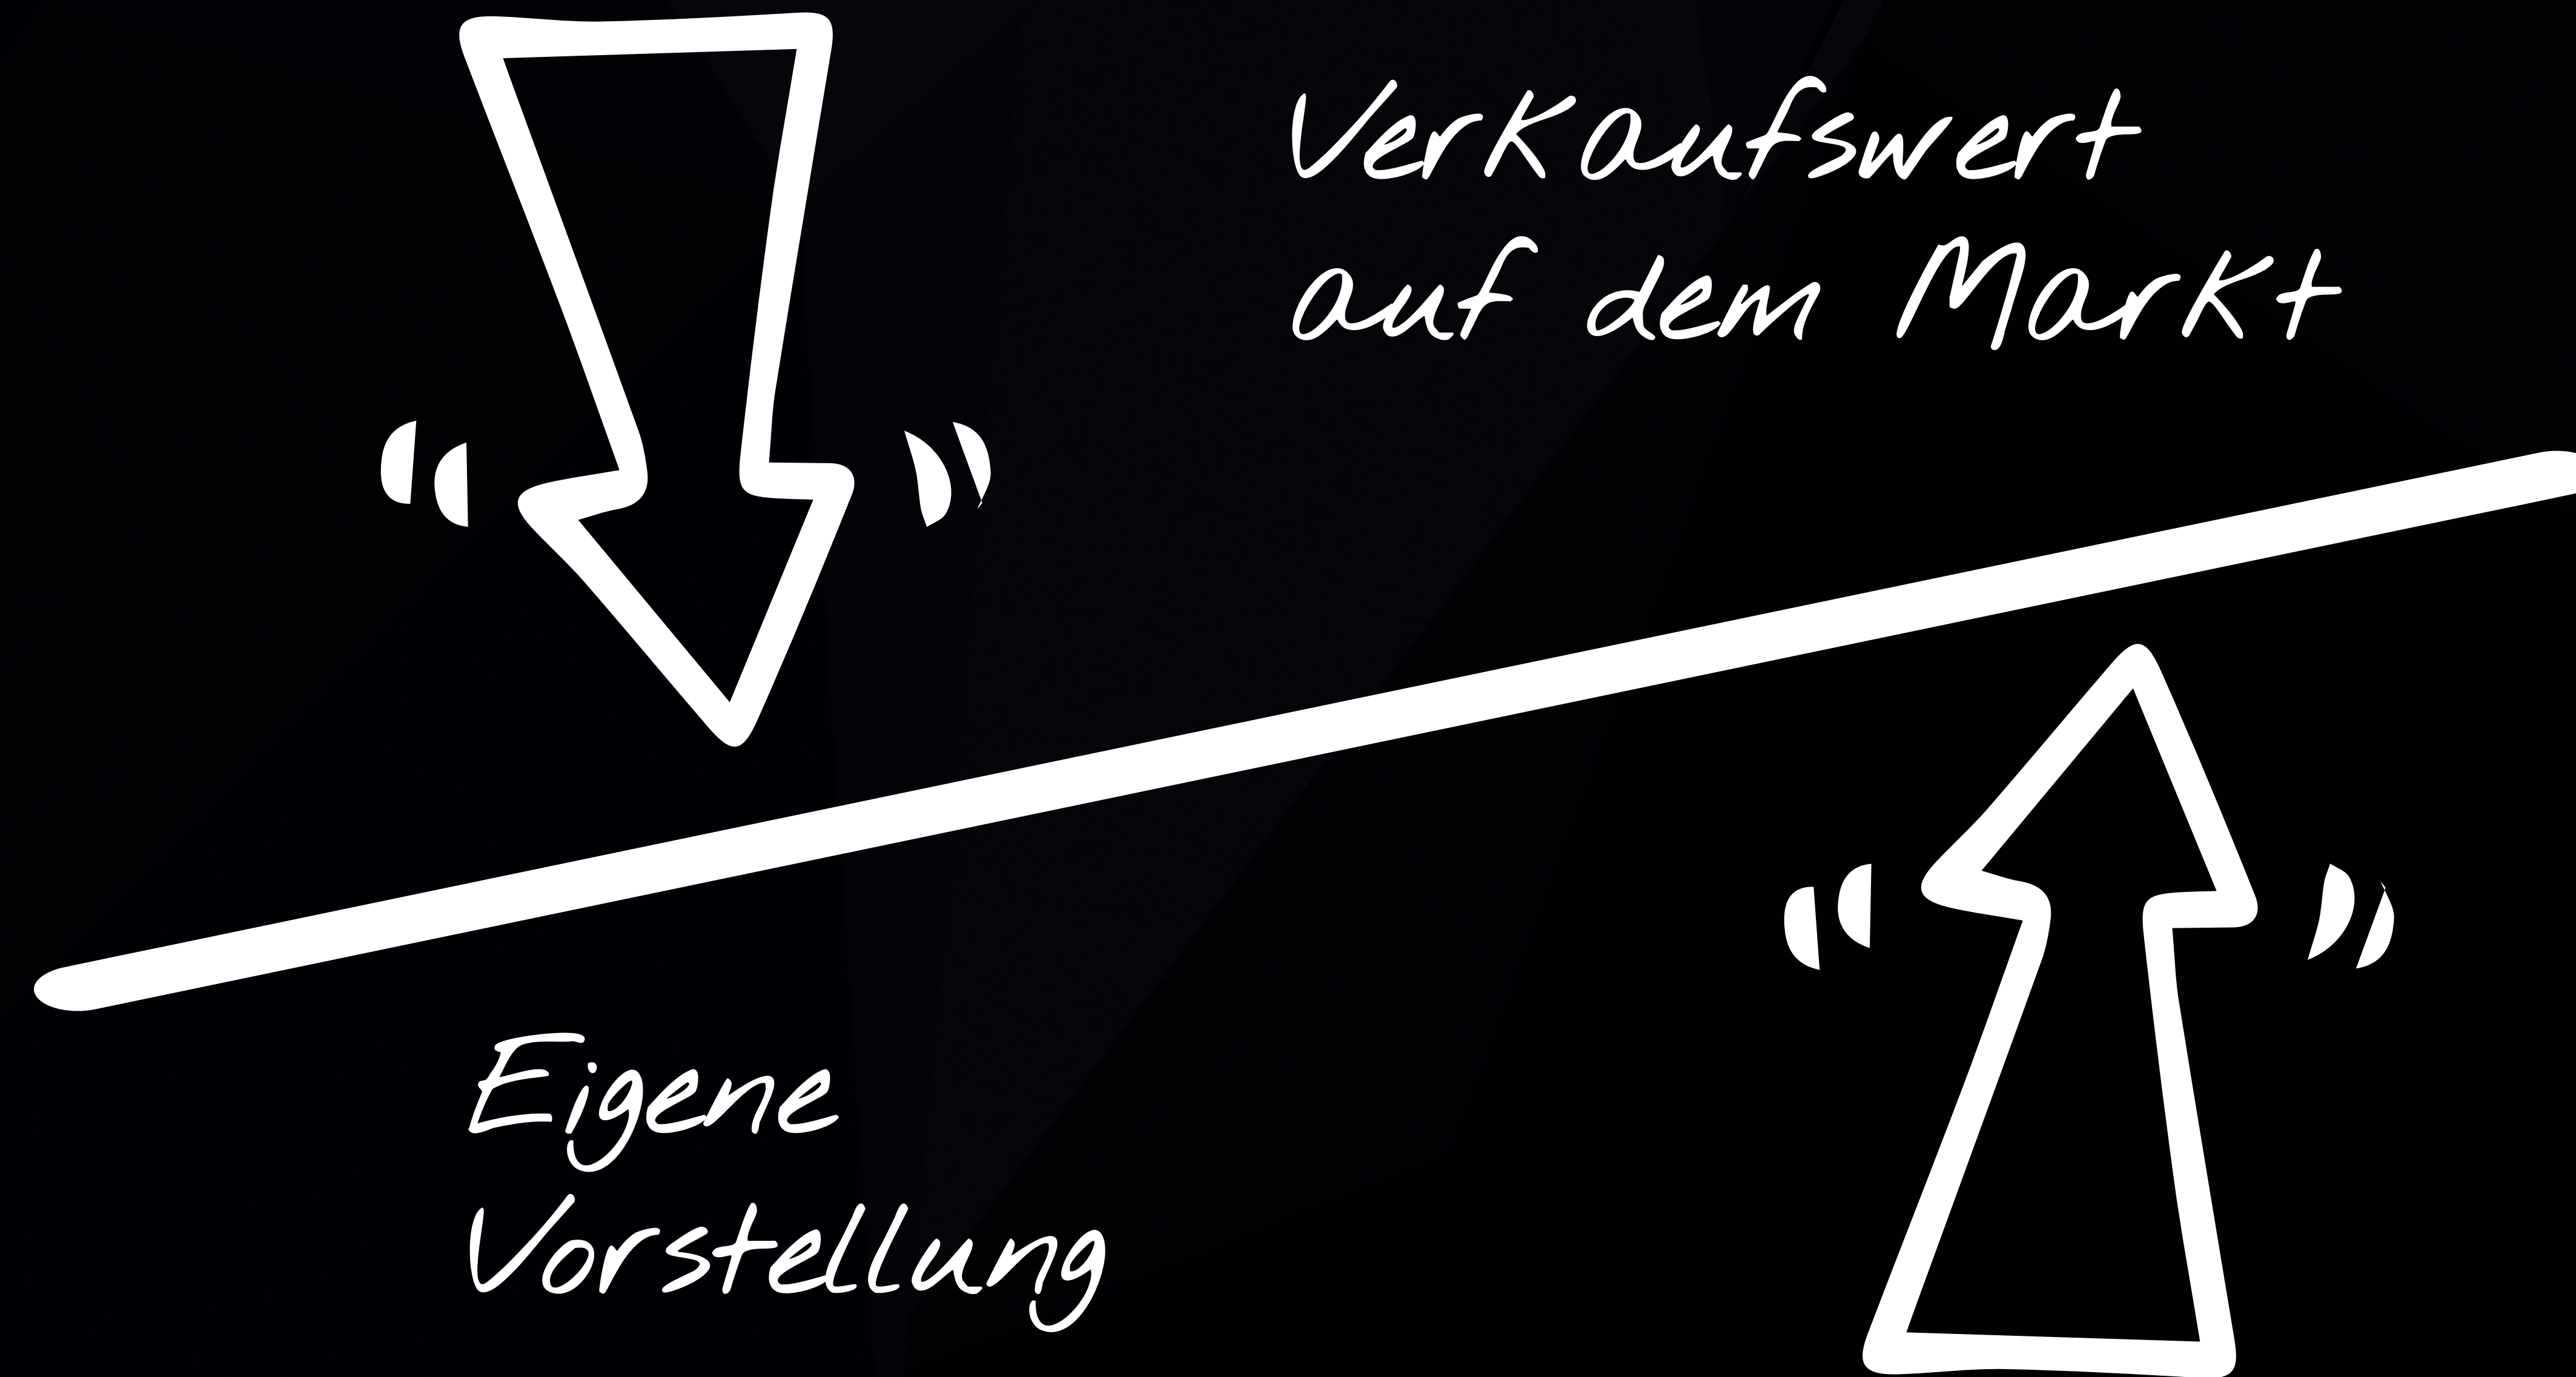 Verkaufswert
auf dem Markt
Eigene
Vorstellung